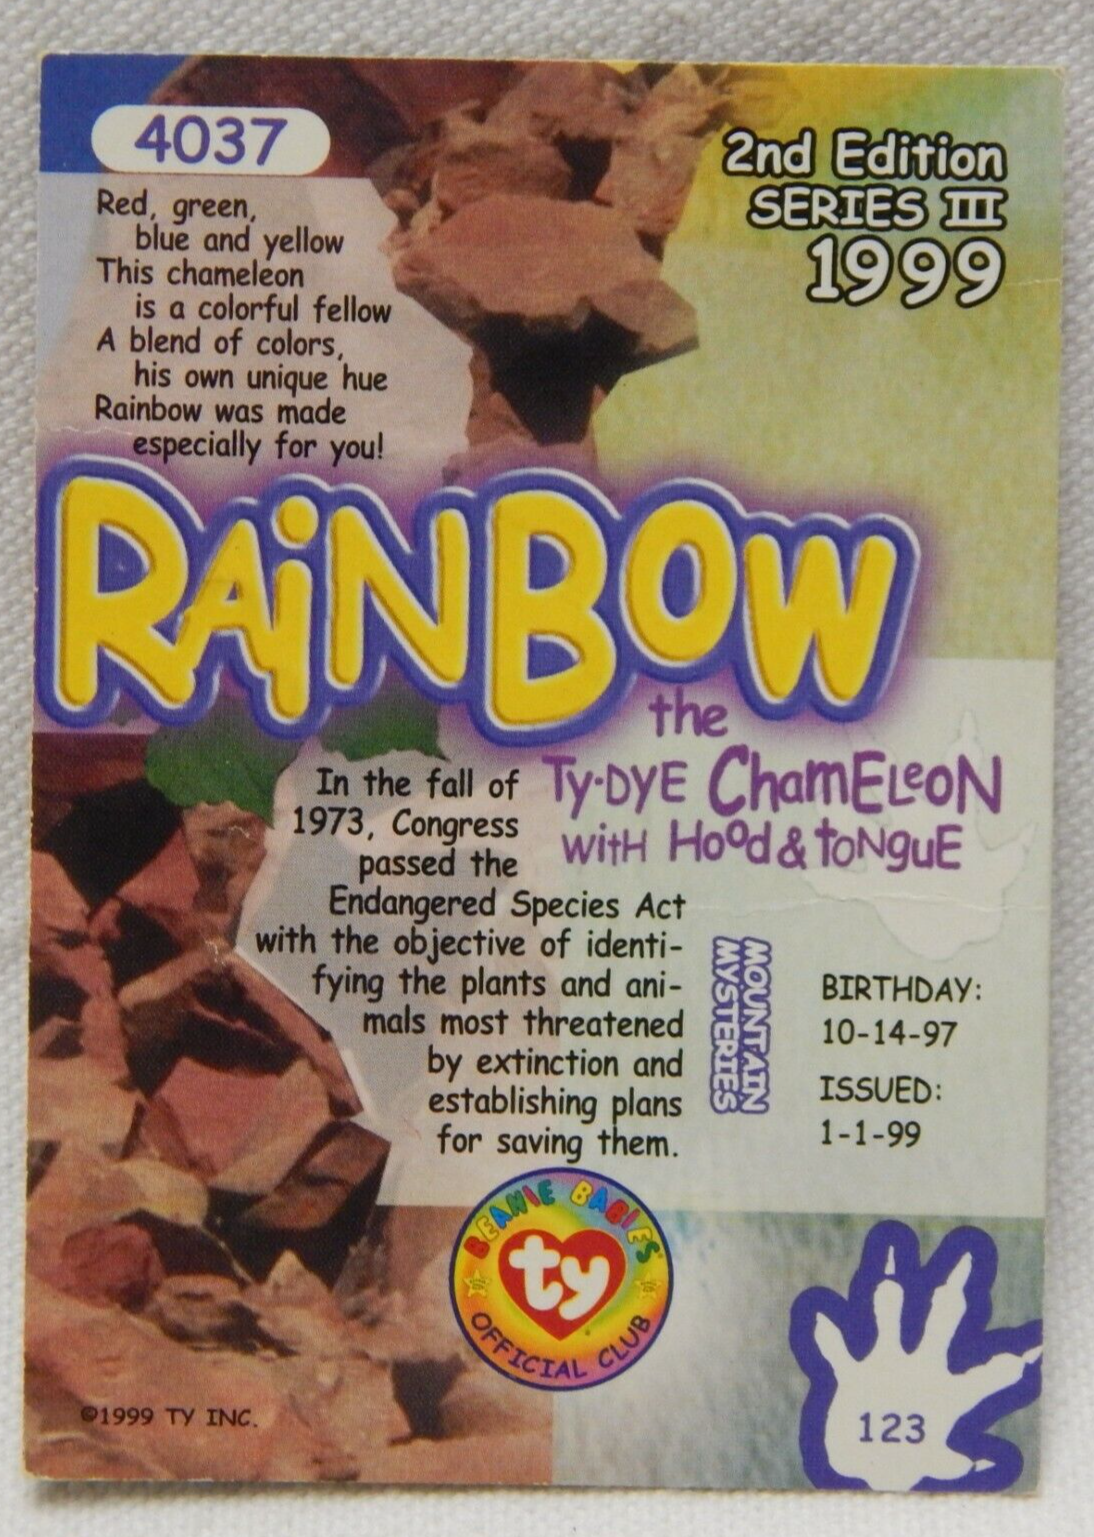 4037
2nd Edition
SERIES III
1999
Red, green,
blue and yellow
This chameleon
is a colorful fellow
A blend of colors,
his own unique hue
Rainbow was made
especially for you!
RAiNBOW
the
Ty-DYE ChamELeoN
wiTH Hood & toNguE
In the fall of
1973, Congress
passed the
Endangered Species Act
with the objective of identi-
fying the plants and ani-
mals most threatened
by extinction and
establishing plans
for saving them.
MOUNTAIN
MYSTERIES
BIRTHDAY:
10-14-97
ISSUED:
1-1-99
BEANIE BABIES
ty
OFFICIAL CLUB
©1999 TY INC.
123